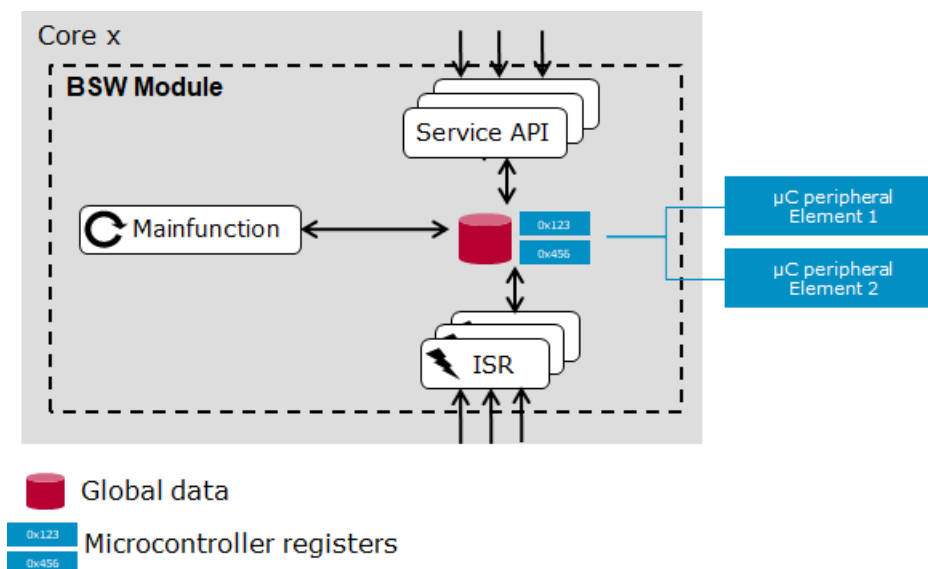 Core x
BSW Module
Service API
Mainfunction
0x123
0x456
µC peripheral
Element 1
µC peripheral
Element 2
ISR
Global data
0x123
Microcontroller registers
0x456